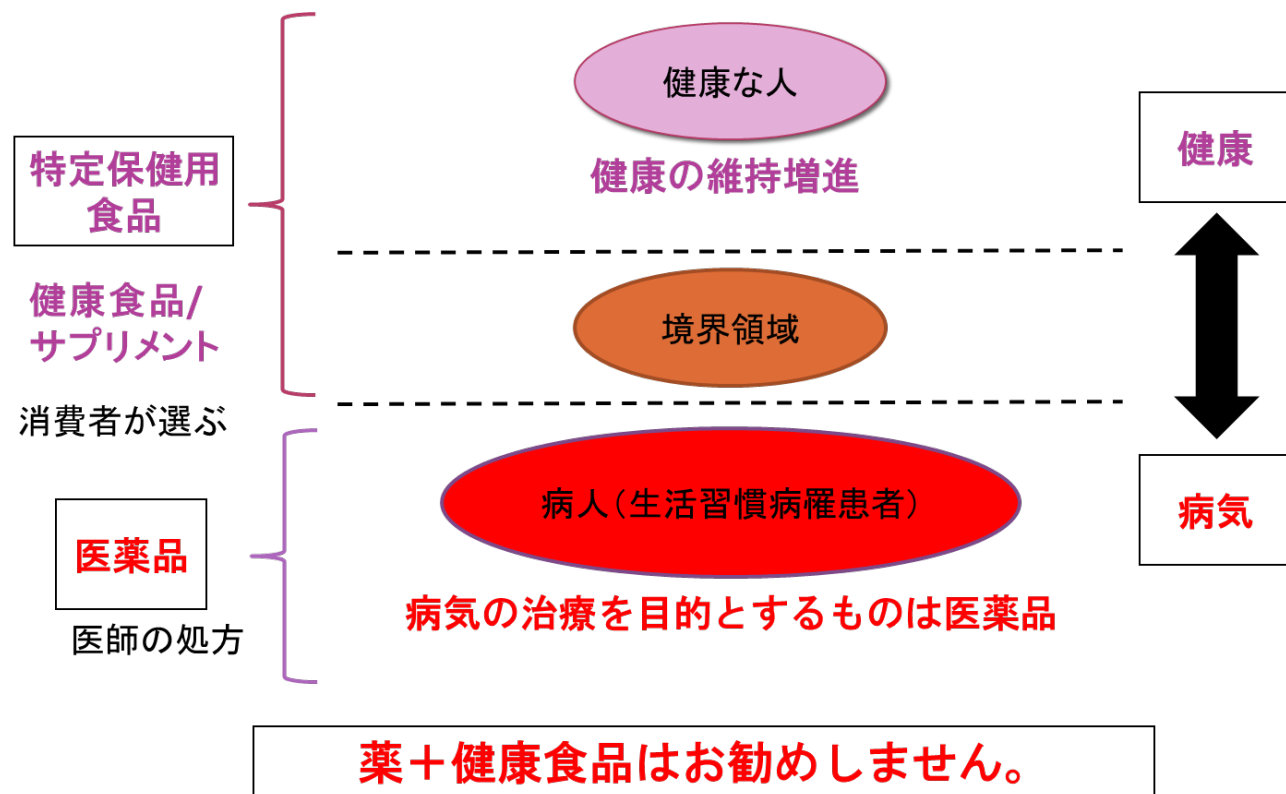 健康な人
健康の維持増進
特定保健用
食品
健康食品/
サプリメント
消費者が選ぶ
境界領域
健康
病人（生活習慣病罹患者）
病気の治療を目的とするものは医薬品
医薬品
医師の処方
病気
薬＋健康食品はお勧めしません。